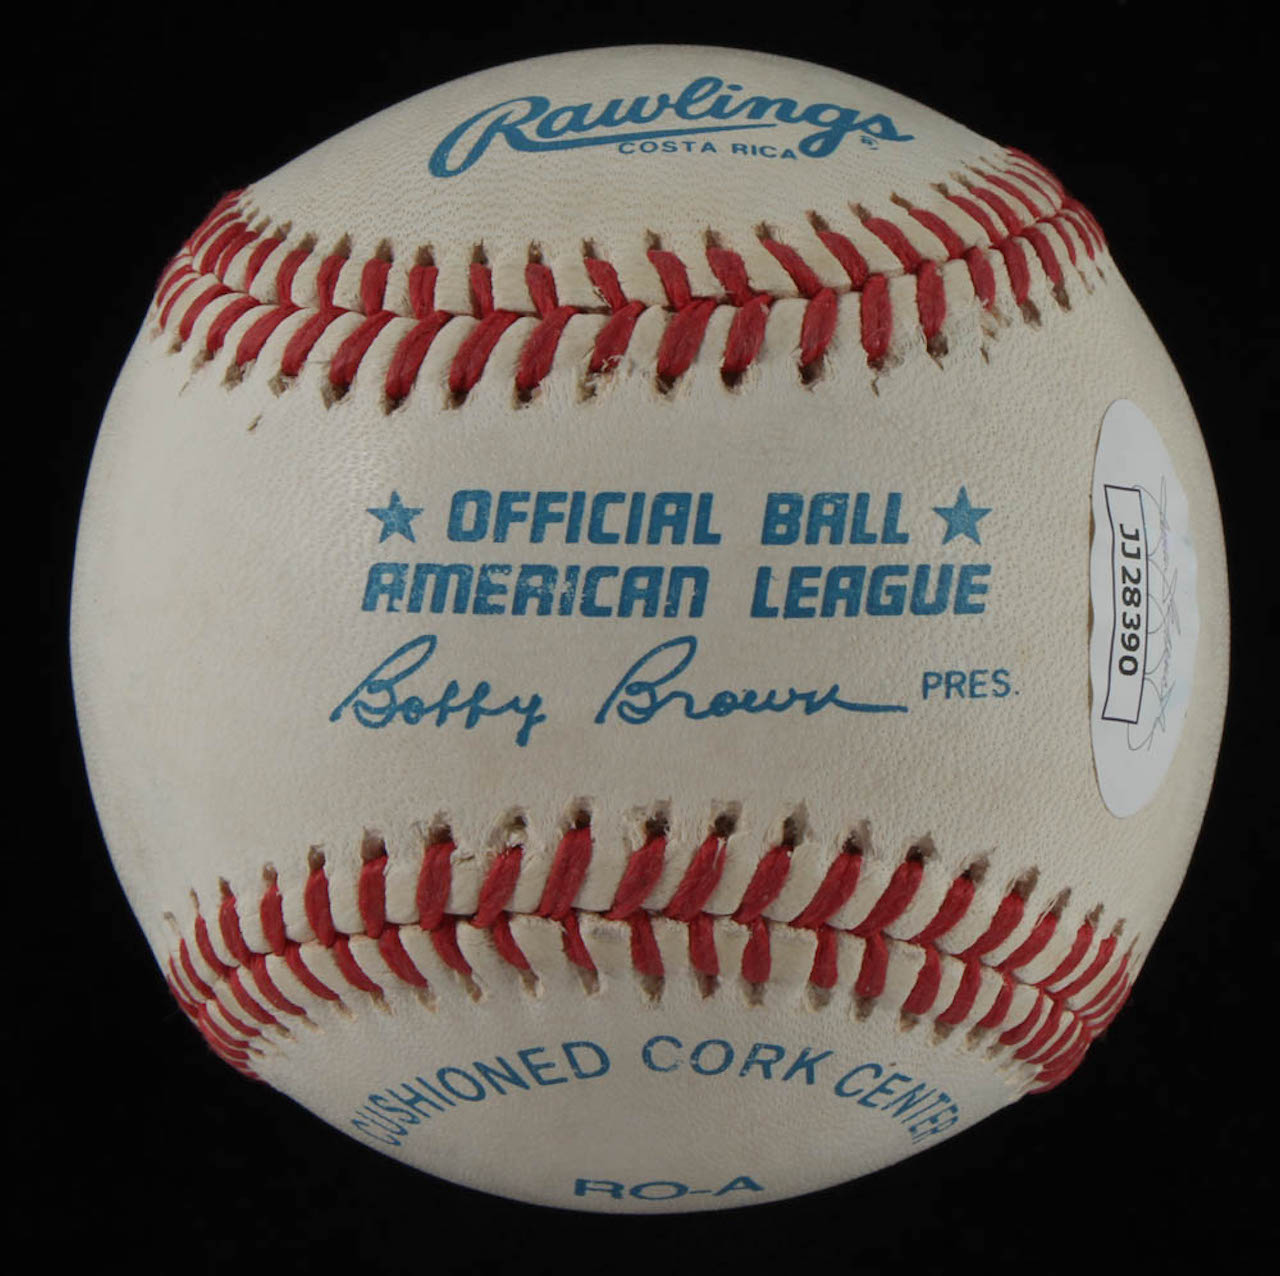 Rawlings®
COSTA RICA
★ OFFICIAL BALL ★
AMERICAN LEAGUE
Bobby Brown PRES.
JJ28390
CUSHIONED CORK CENTER
RO-A